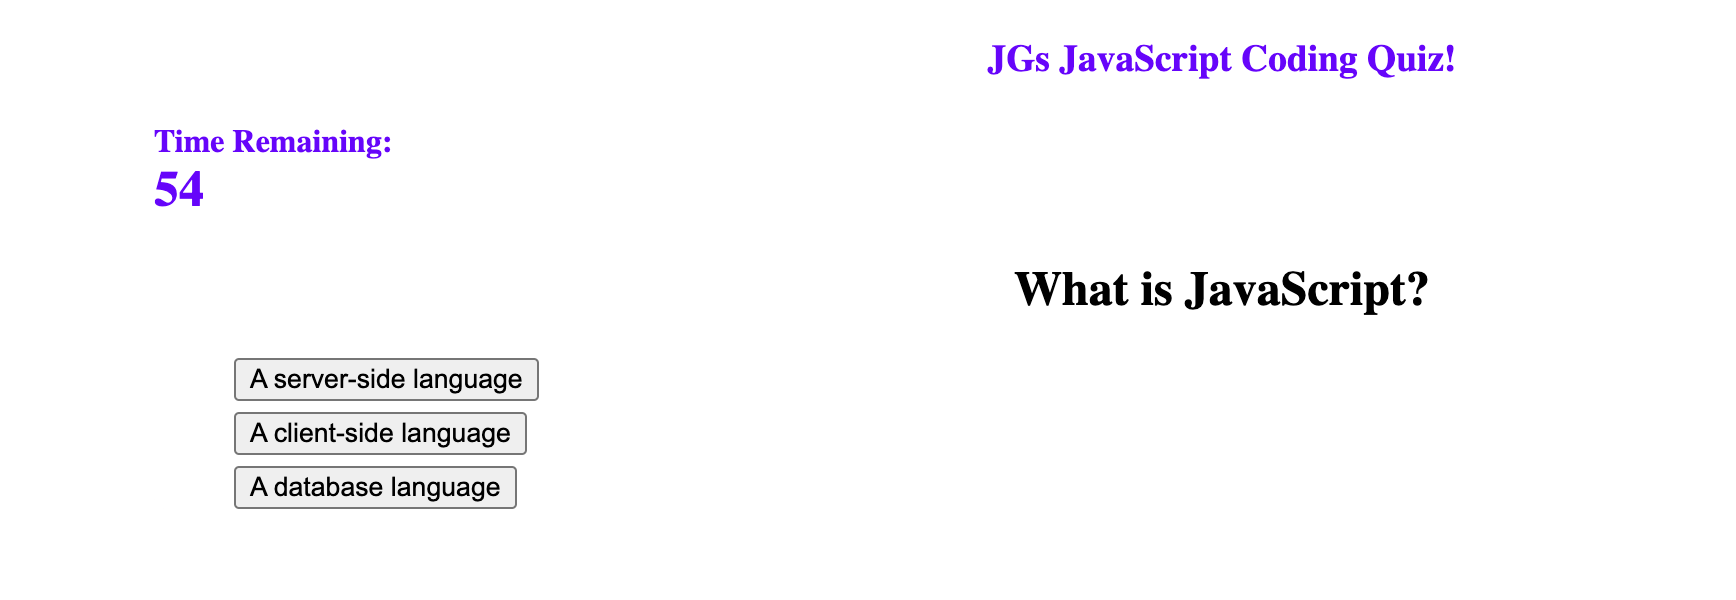 JGs JavaScript Coding Quiz!
Time Remaining:
54
What is JavaScript?
A server-side language
A client-side language
A database language